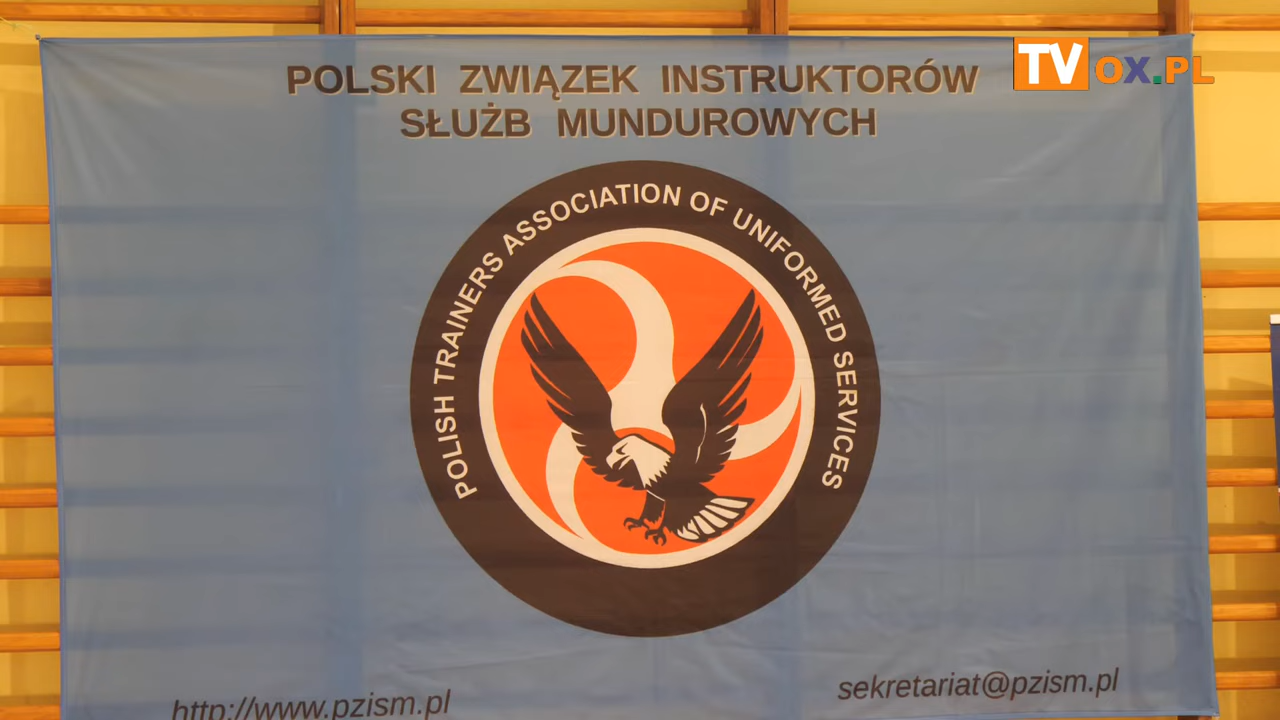 POLSKI ZWIĄZEK INSTRUKTORÓW
SŁUŻB MUNDUROWYCH
TVOX.PL
POLISH TRAINERS ASSOCIATION OF UNIFORMED SERVICES
http://www.pzism.pl
sekretariat@pzism.pl